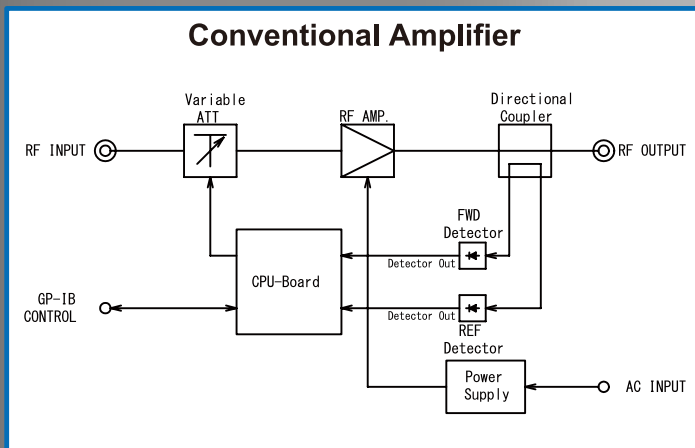 Conventional Amplifier
Variable
ATT
RF AMP.
Directional
Coupler
RF INPUT
RF OUTPUT
FWD
Detector
Detector Out
CPU-Board
GP-IB
CONTROL
Detector Out
REF
Detector
Power
Supply
AC INPUT